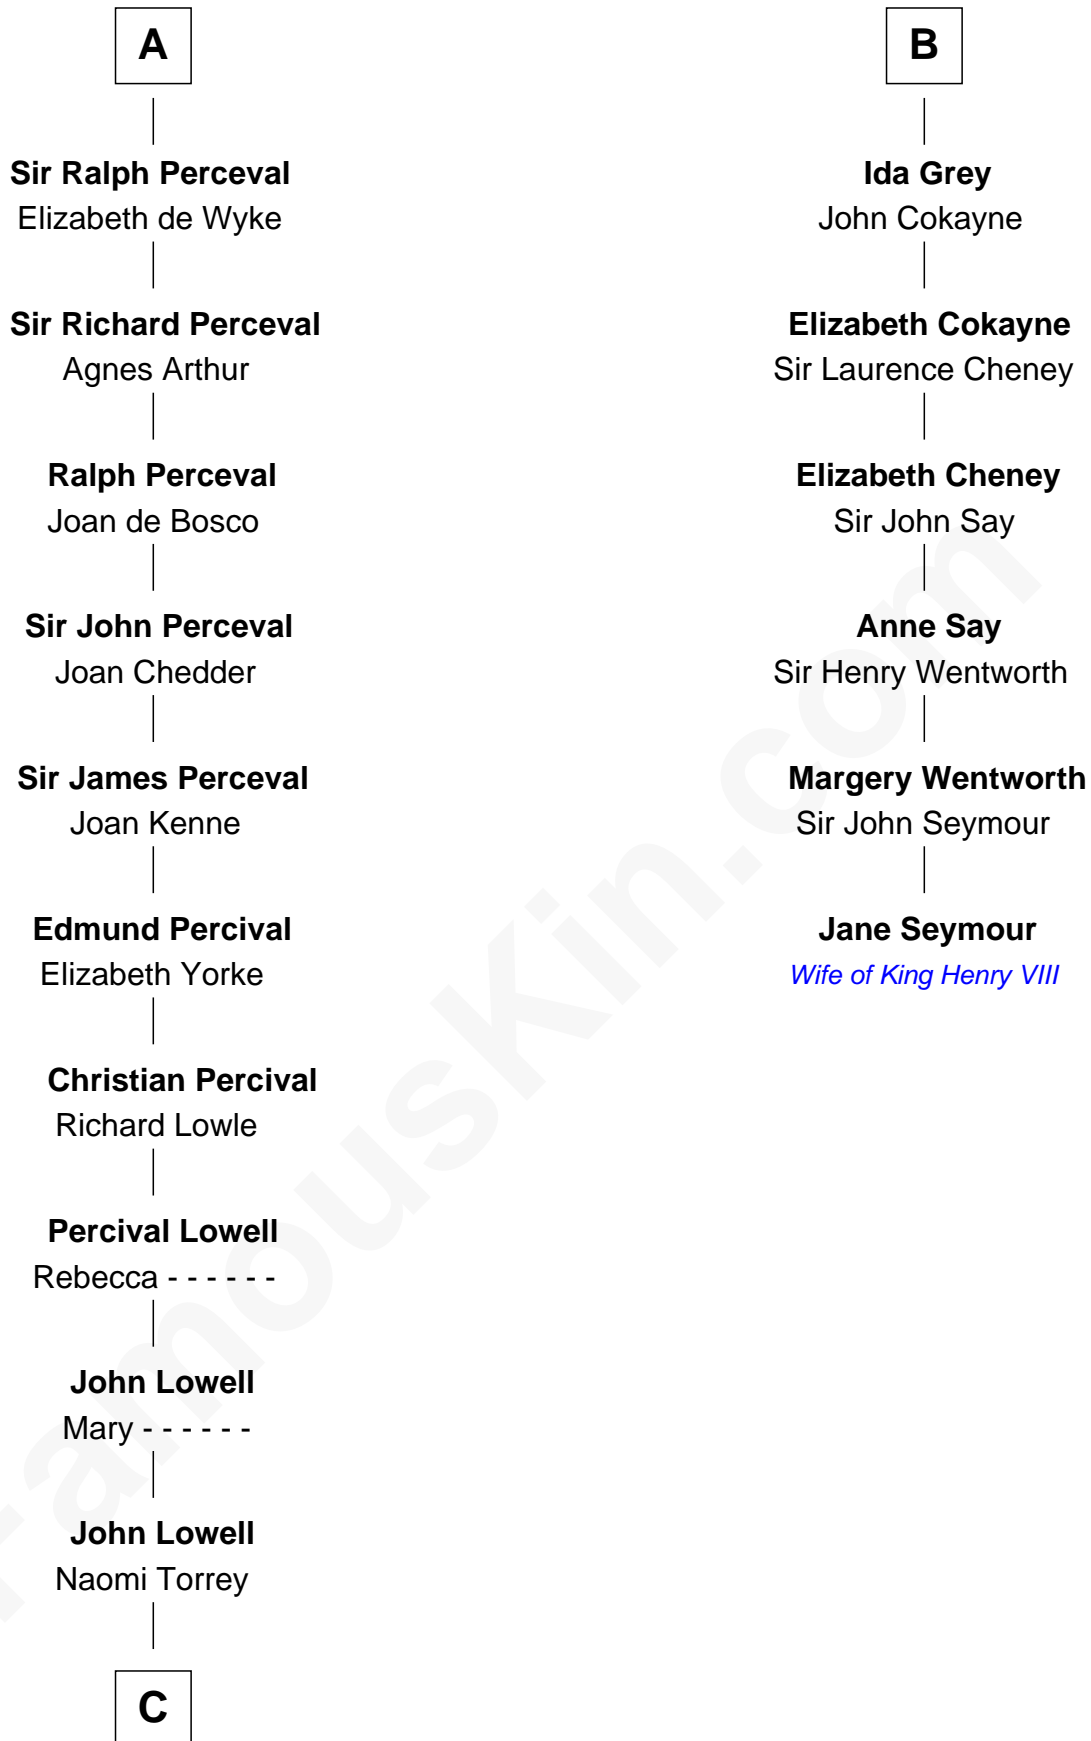 A
Sir Ralph Perceval
Elizabeth de Wyke
Sir Richard Perceval
Agnes Arthur
Ralph Perceval
Joan de Bosco
Sir John Perceval
Joan Chedder
Sir James Perceval
Joan Kenne
Edmund Percival
Elizabeth Yorke
Christian Percival
Richard Lowle
Percival Lowell
Rebecca - - - - - -
John Lowell
Mary - - - - - -
John Lowell
Naomi Torrey
C
B
Ida Grey
John Cokayne
Elizabeth Cokayne
Sir Laurence Cheney
Elizabeth Cheney
Sir John Say
Anne Say
Sir Henry Wentworth
Margery Wentworth
Sir John Seymour
Jane Seymour
Wife of King Henry VIII
FamousKin.com